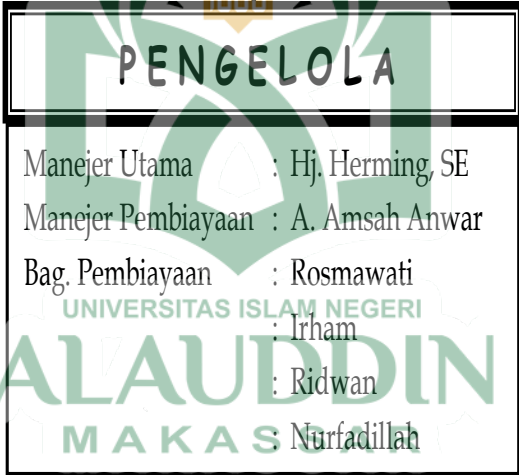 PENGELOLA
Manejer Utama : Hj. Herming, SE
Manejer Pembiayaan : A. Amsah Anwar
Bag. Pembiayaan : Rosmawati
UNIVERSITAS ISLAM NEGERI
: Irham
ALAUDDIN
: Ridwan
MAKASSAR
: Nurfadillah